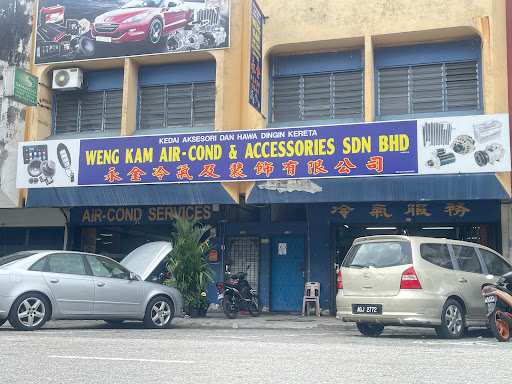 KEDAI AKSESORI DAN HAWA DINGIN KERETA
WENG KAM AIR-COND & ACCESSORIES SDN BHD
永金冷氣及裝飾有限公司
AIR-COND SERVICES
冷氣服務